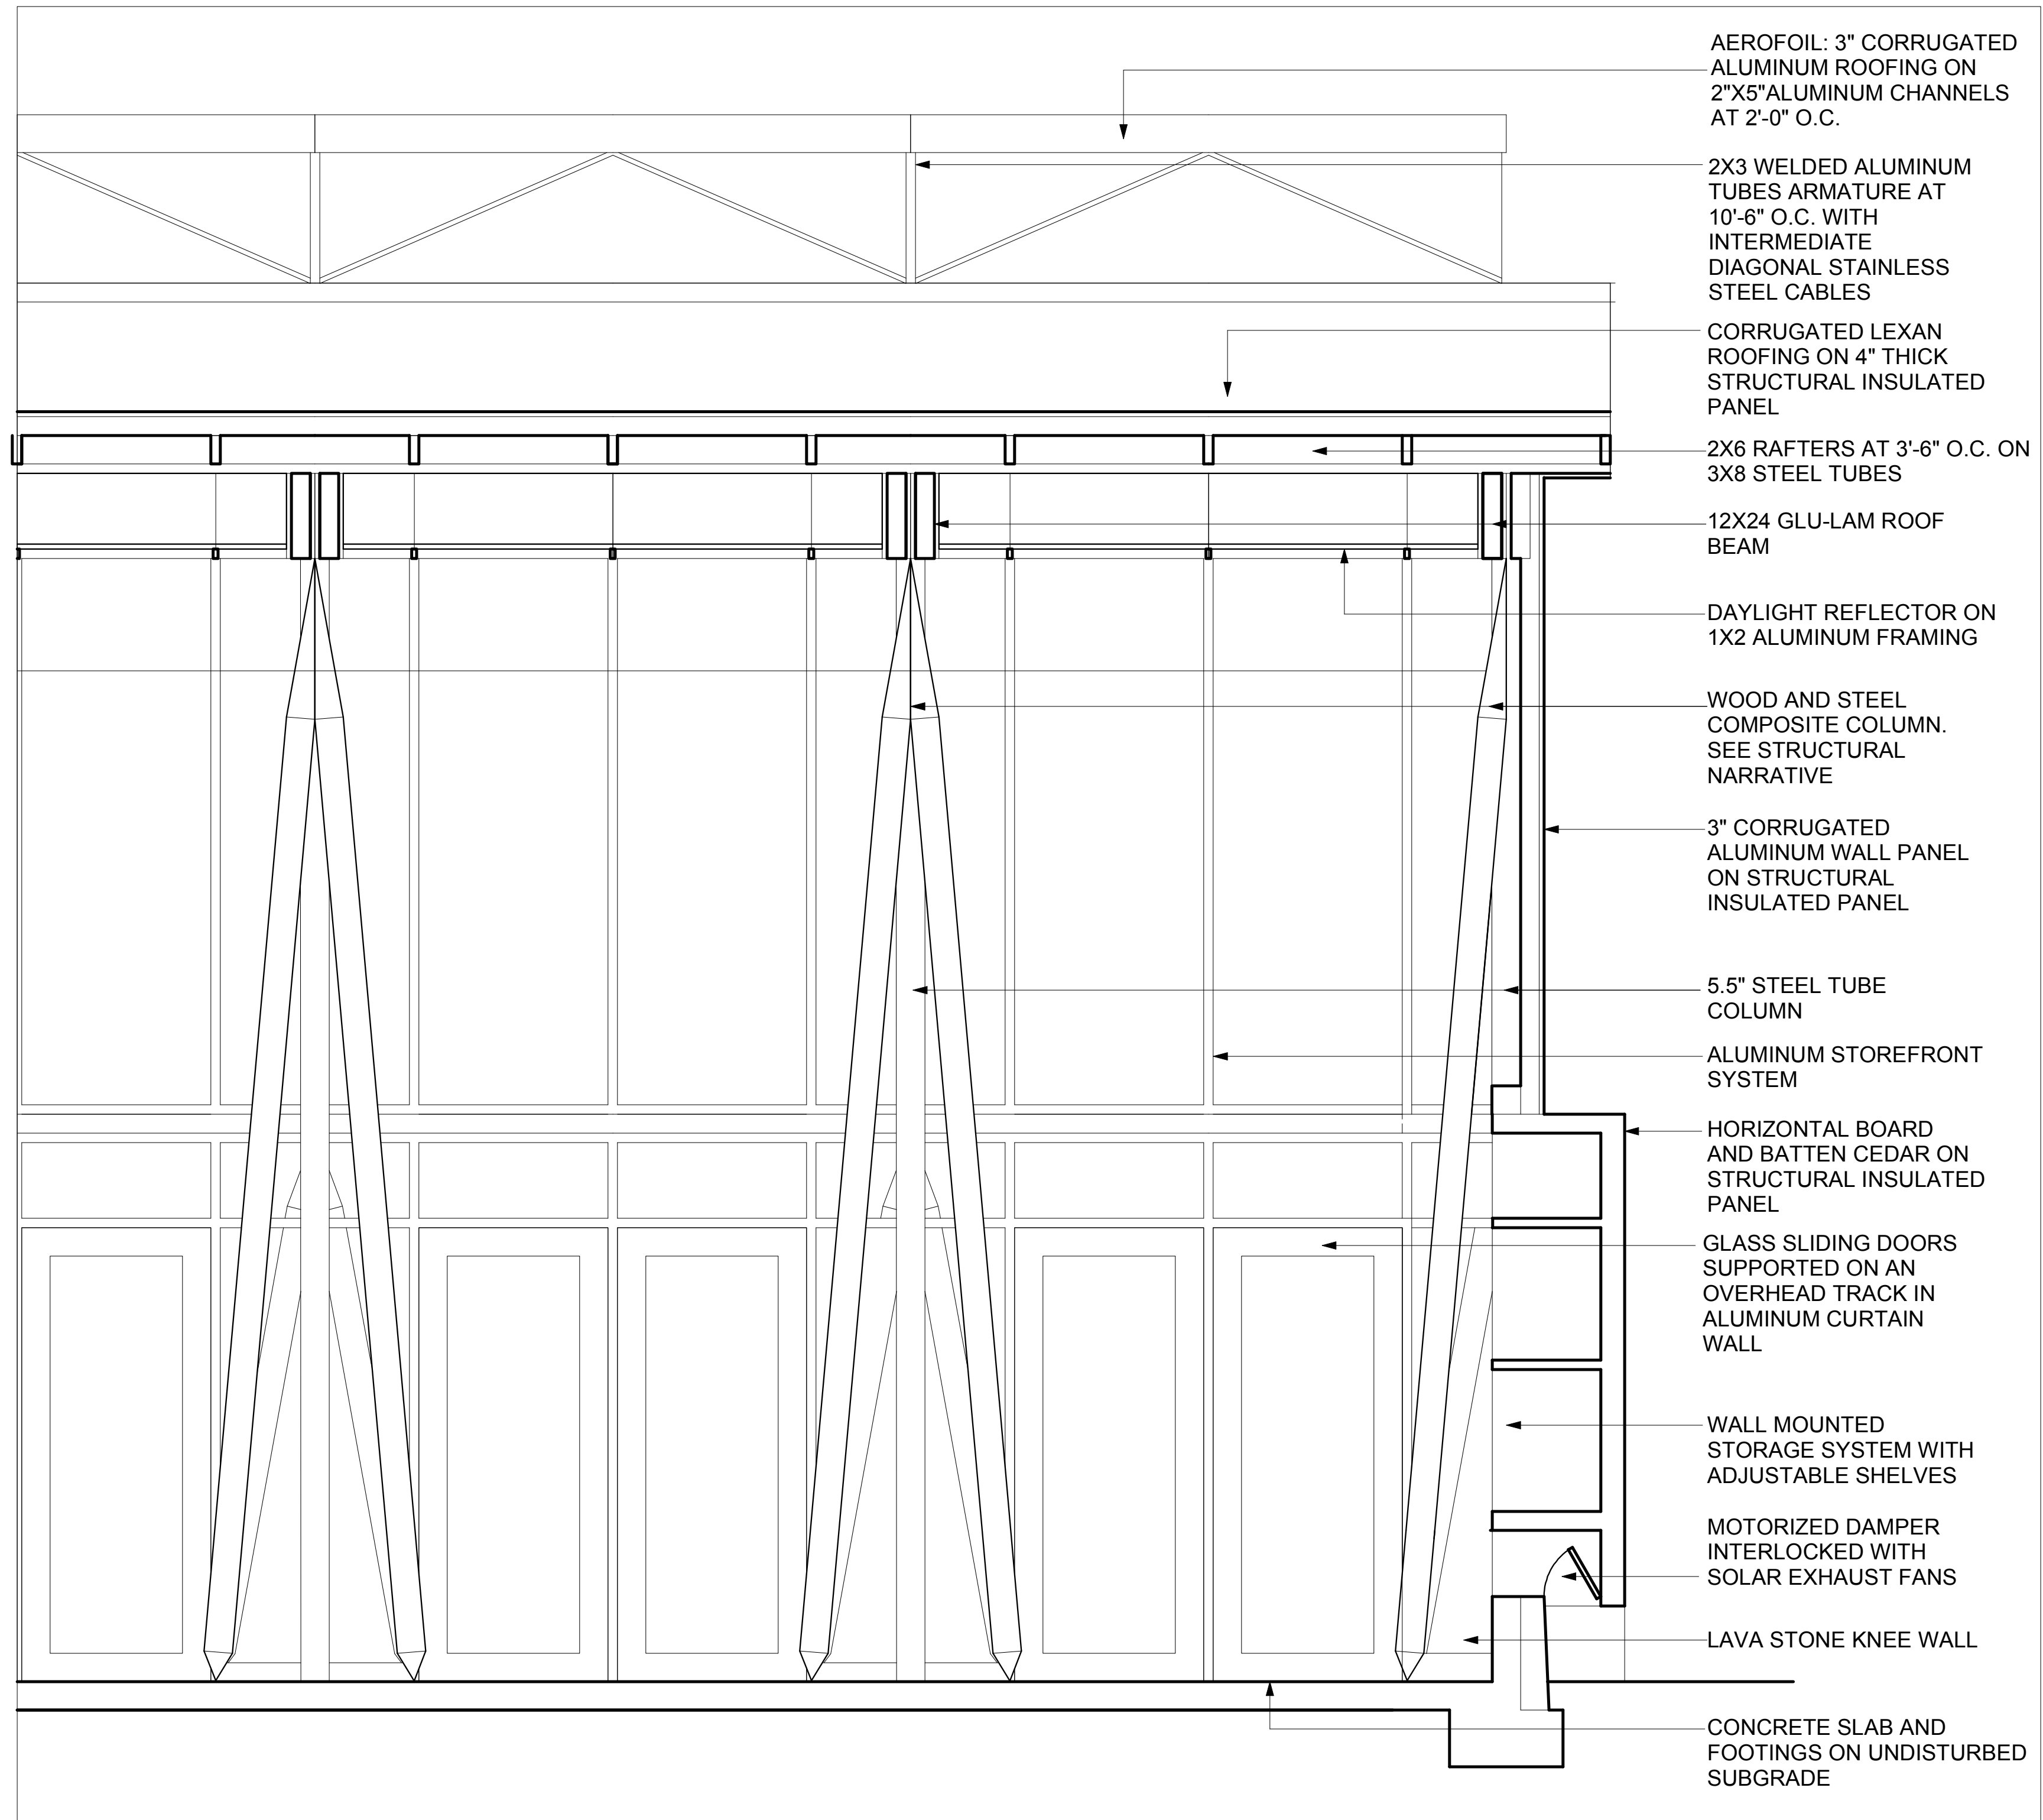 AEROFOIL: 3" CORRUGATED
ALUMINUM ROOFING ON
2"X5"ALUMINUM CHANNELS
AT 2'-0" O.C.
2X3 WELDED ALUMINUM
TUBES ARMATURE AT
10'-6" O.C. WITH
INTERMEDIATE
DIAGONAL STAINLESS
STEEL CABLES
CORRUGATED LEXAN
ROOFING ON 4" THICK
STRUCTURAL INSULATED
PANEL
2X6 RAFTERS AT 3'-6" O.C. ON
3X8 STEEL TUBES
12X24 GLU-LAM ROOF
BEAM
DAYLIGHT REFLECTOR ON
1X2 ALUMINUM FRAMING
WOOD AND STEEL
COMPOSITE COLUMN.
SEE STRUCTURAL
NARRATIVE
3" CORRUGATED
ALUMINUM WALL PANEL
ON STRUCTURAL
INSULATED PANEL
5.5" STEEL TUBE
COLUMN
ALUMINUM STOREFRONT
SYSTEM
HORIZONTAL BOARD
AND BATTEN CEDAR ON
STRUCTURAL INSULATED
PANEL
GLASS SLIDING DOORS
SUPPORTED ON AN
OVERHEAD TRACK IN
ALUMINUM CURTAIN
WALL
WALL MOUNTED
STORAGE SYSTEM WITH
ADJUSTABLE SHELVES
MOTORIZED DAMPER
INTERLOCKED WITH
SOLAR EXHAUST FANS
LAVA STONE KNEE WALL
CONCRETE SLAB AND
FOOTINGS ON UNDISTURBED
SUBGRADE